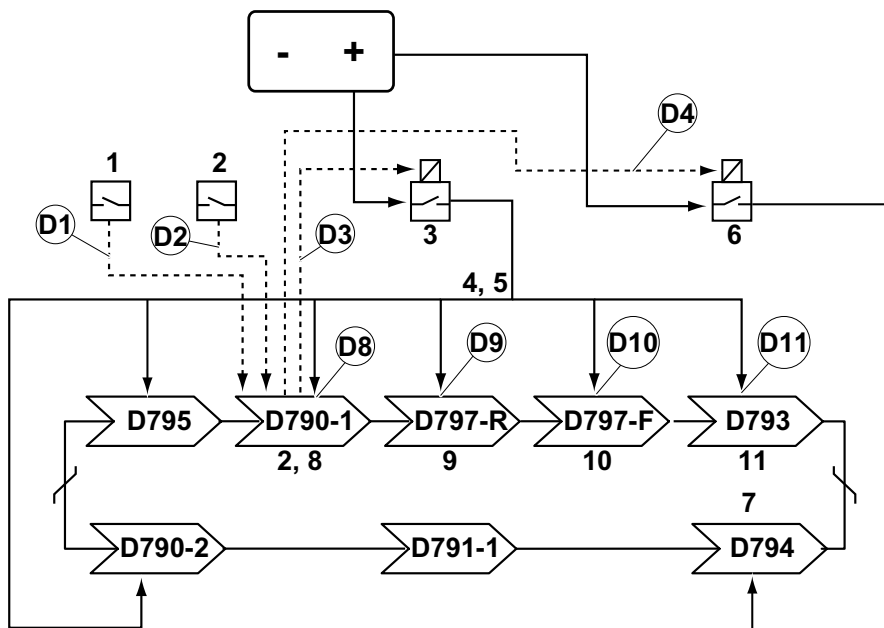 - +
D4
1 2
D1 D2 D3 3 6
4, 5
D8 D9 D10 D11
D795 D790-1 D797-R D797-F D793
2, 8 9 10 11
7
D790-2 D791-1 D794